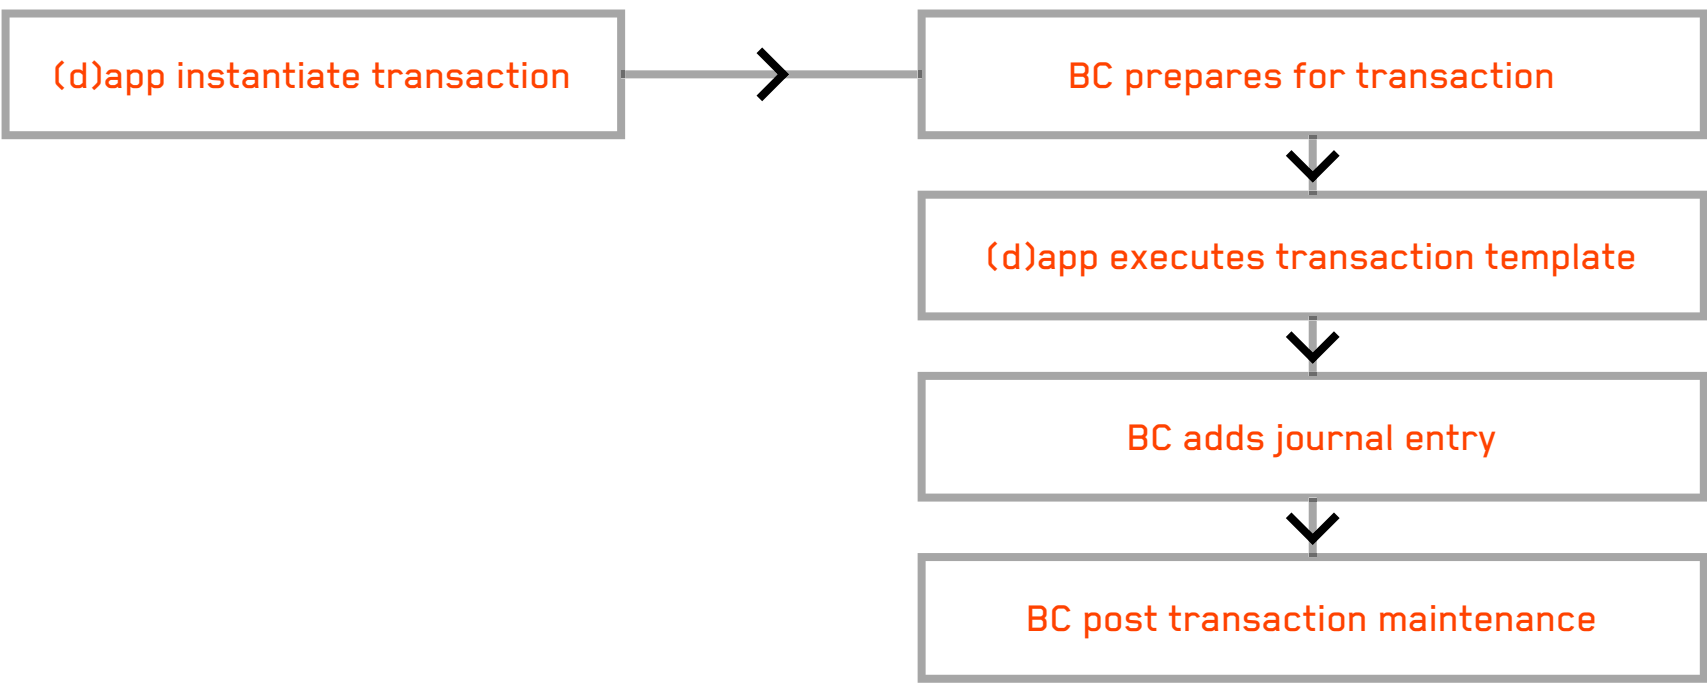 (d)app instantiate transaction
BC prepares for transaction
(d)app executes transaction template
BC adds journal entry
BC post transaction maintenance